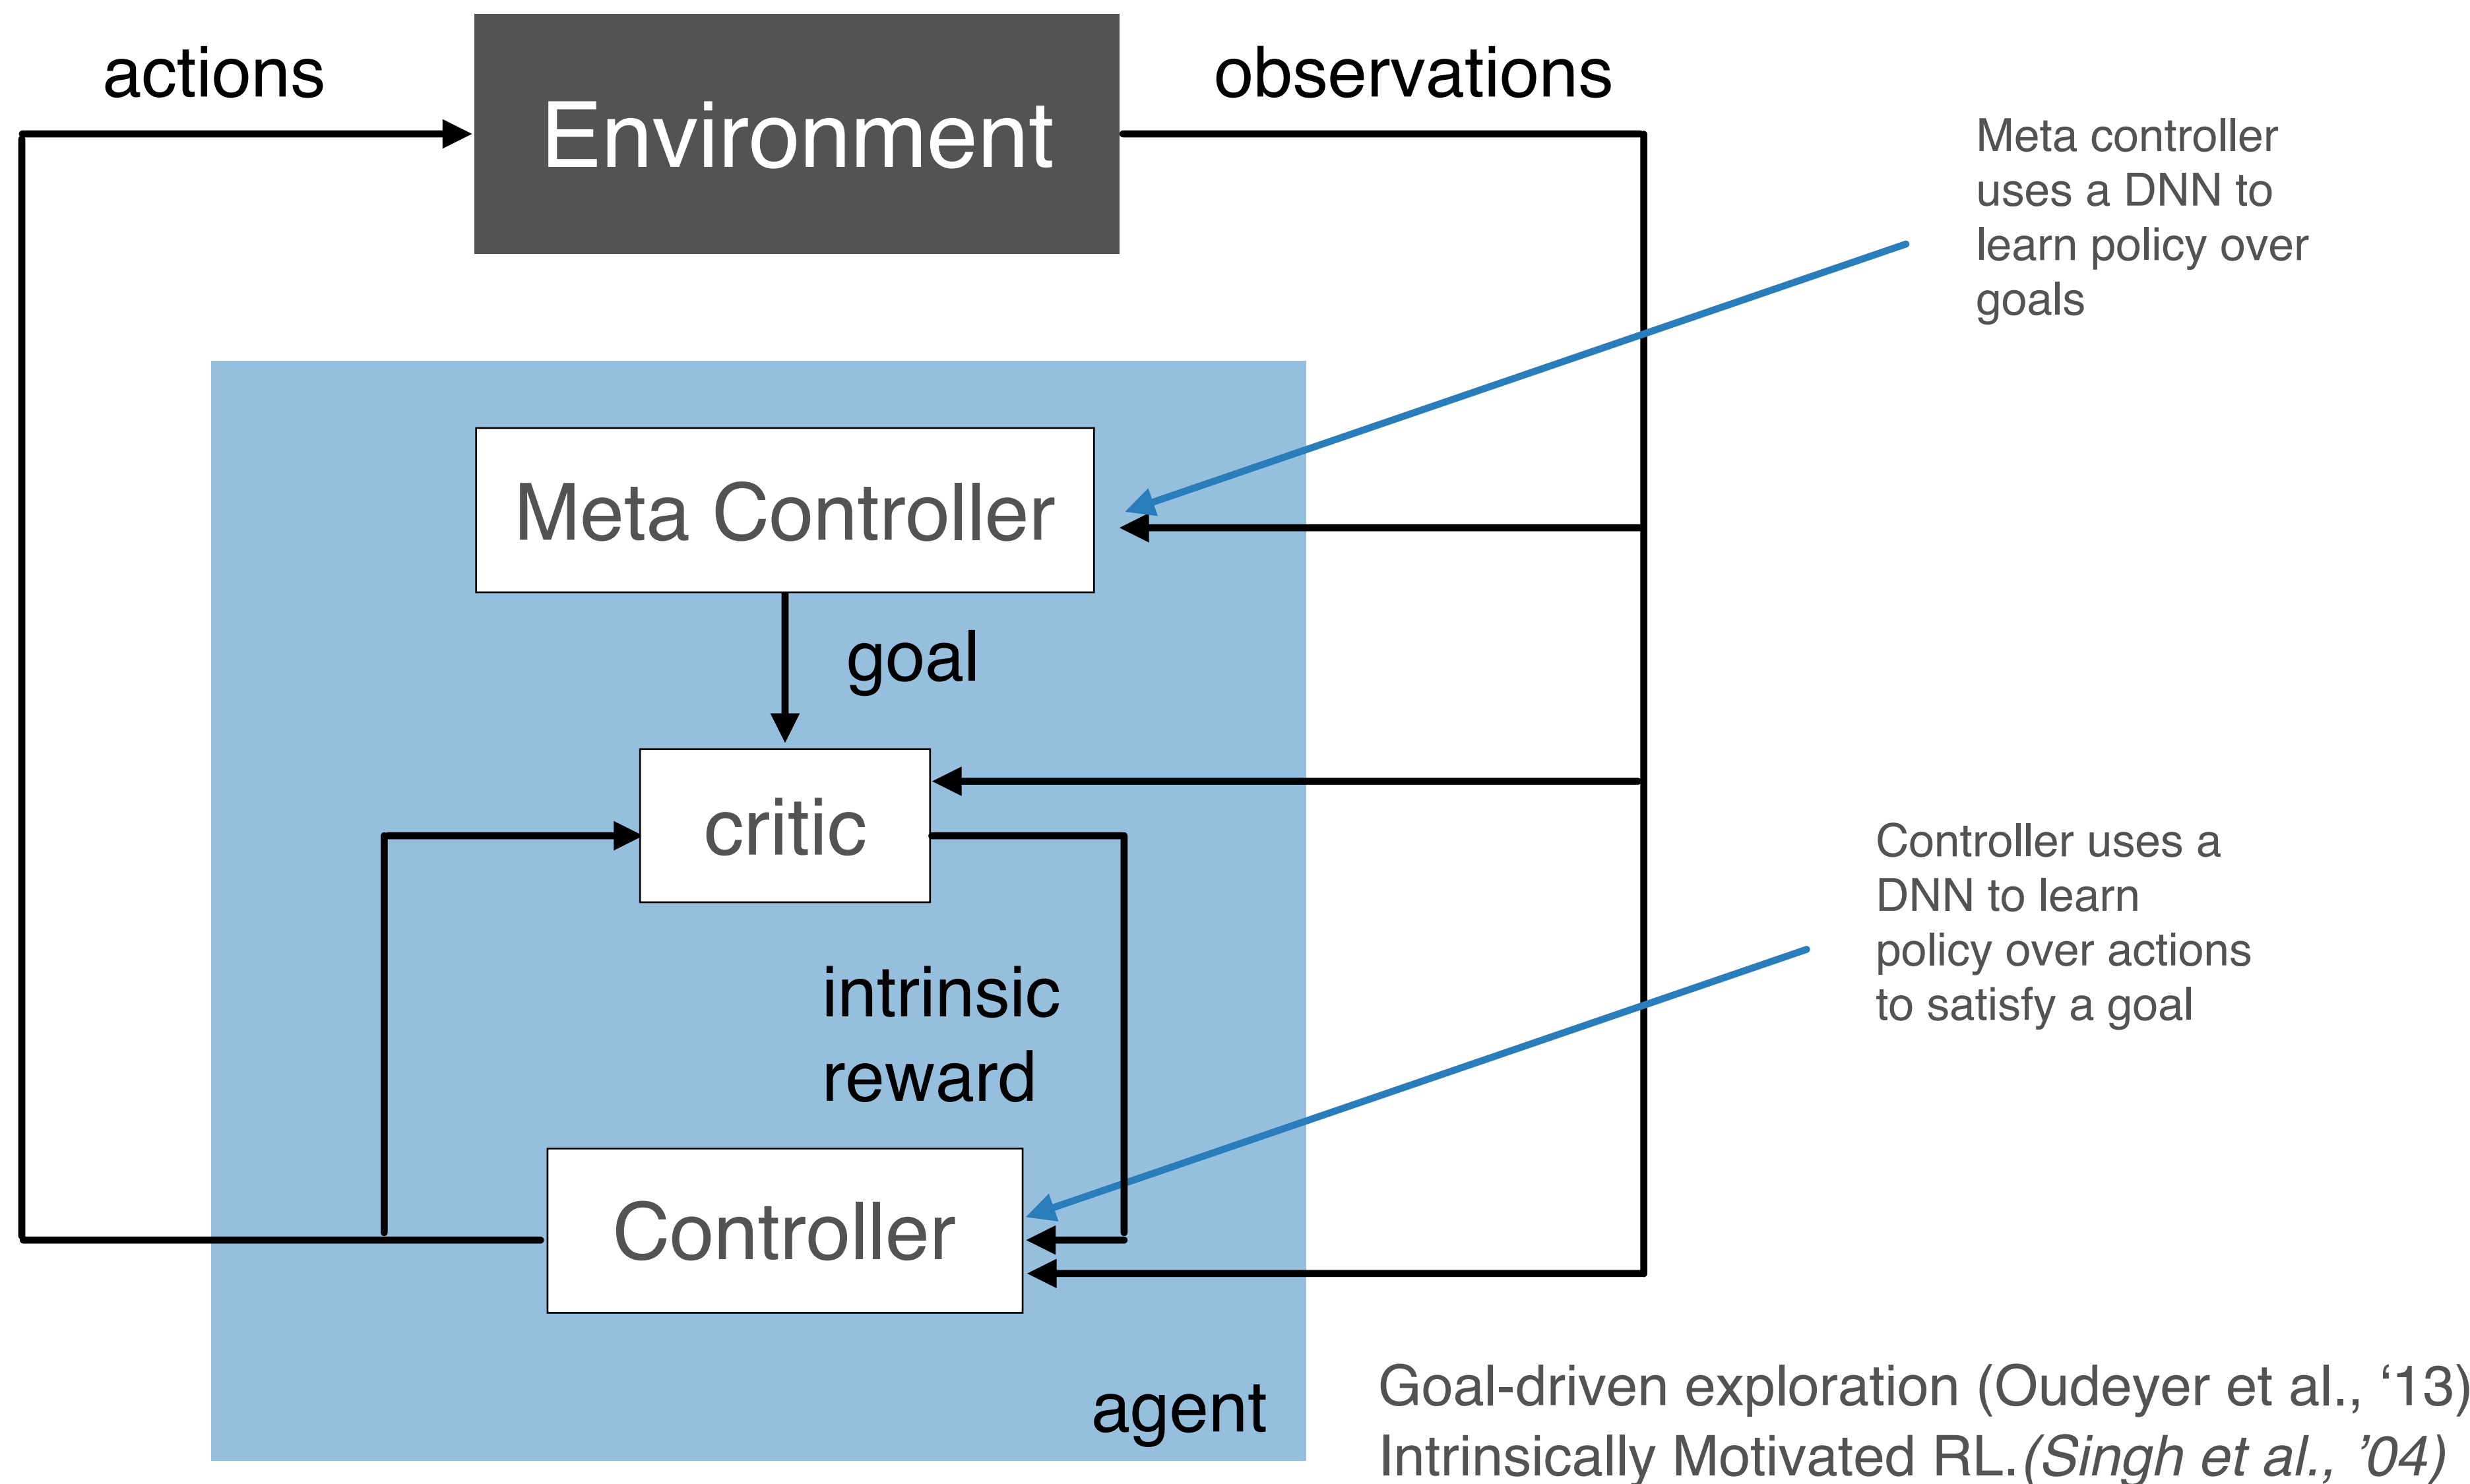 actions
Environment
observations
Meta controller
uses a DNN to
learn policy over
goals
Meta Controller
goal
critic
Controller uses a
DNN to learn
policy over actions
to satisfy a goal
intrinsic
reward
Controller
agent
Goal-driven exploration (Oudeyer et al., ‘13)
Intrinsically Motivated RL.(Singh et al., ’04)